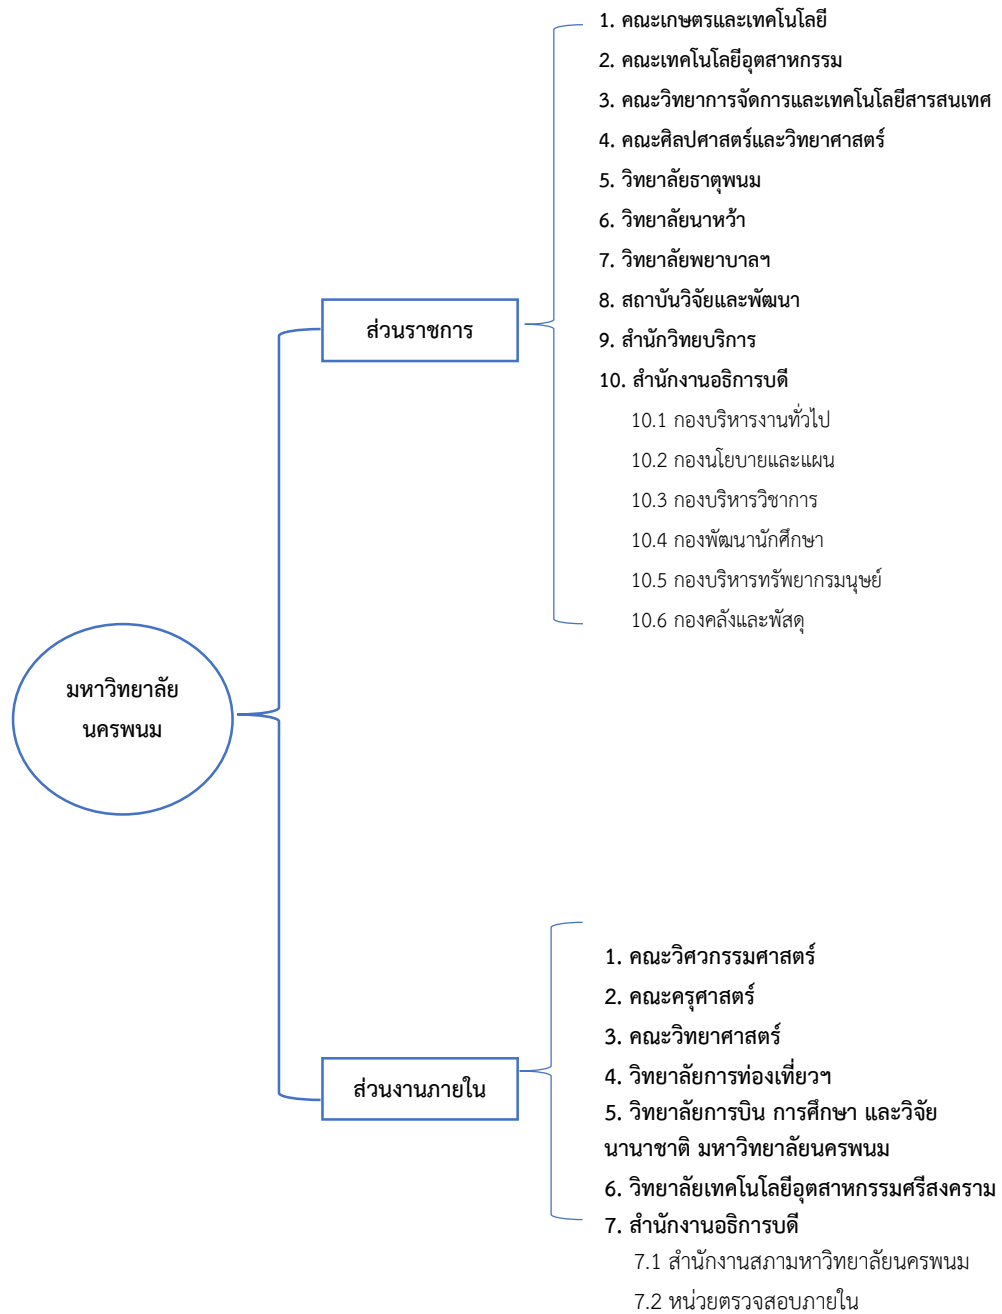 1. คณะเกษตรและเทคโนโลยี
2. คณะเทคโนโลยีอุตสาหกรรม
3. คณะวิทยาการจัดการและเทคโนโลยีสารสนเทศ
4. คณะศิลปศาสตร์และวิทยาศาสตร์
5. วิทยาลัยธาตุพนม
6. วิทยาลัยนาหว้า
7. วิทยาลัยพยาบาลฯ
8. สถาบันวิจัยและพัฒนา
9. สำนักวิทยบริการ
10. สำนักงานอธิการบดี
10.1 กองบริหารงานทั่วไป
10.2 กองนโยบายและแผน
10.3 กองบริหารวิชาการ
10.4 กองพัฒนานักศึกษา
10.5 กองบริหารทรัพยากรมนุษย์
10.6 กองคลังและพัสดุ
ส่วนราชการ
มหาวิทยาลัย
นครพนม
ส่วนงานภายใน
1. คณะวิศวกรรมศาสตร์
2. คณะครุศาสตร์
3. คณะวิทยาศาสตร์
4. วิทยาลัยการท่องเที่ยวฯ
5. วิทยาลัยการบิน การศึกษา และวิจัย
นานาชาติ มหาวิทยาลัยนครพนม
6. วิทยาลัยเทคโนโลยีอุตสาหกรรมศรีสงคราม
7. สำนักงานอธิการบดี
7.1 สำนักงานสภามหาวิทยาลัยนครพนม
7.2 หน่วยตรวจสอบภายใน